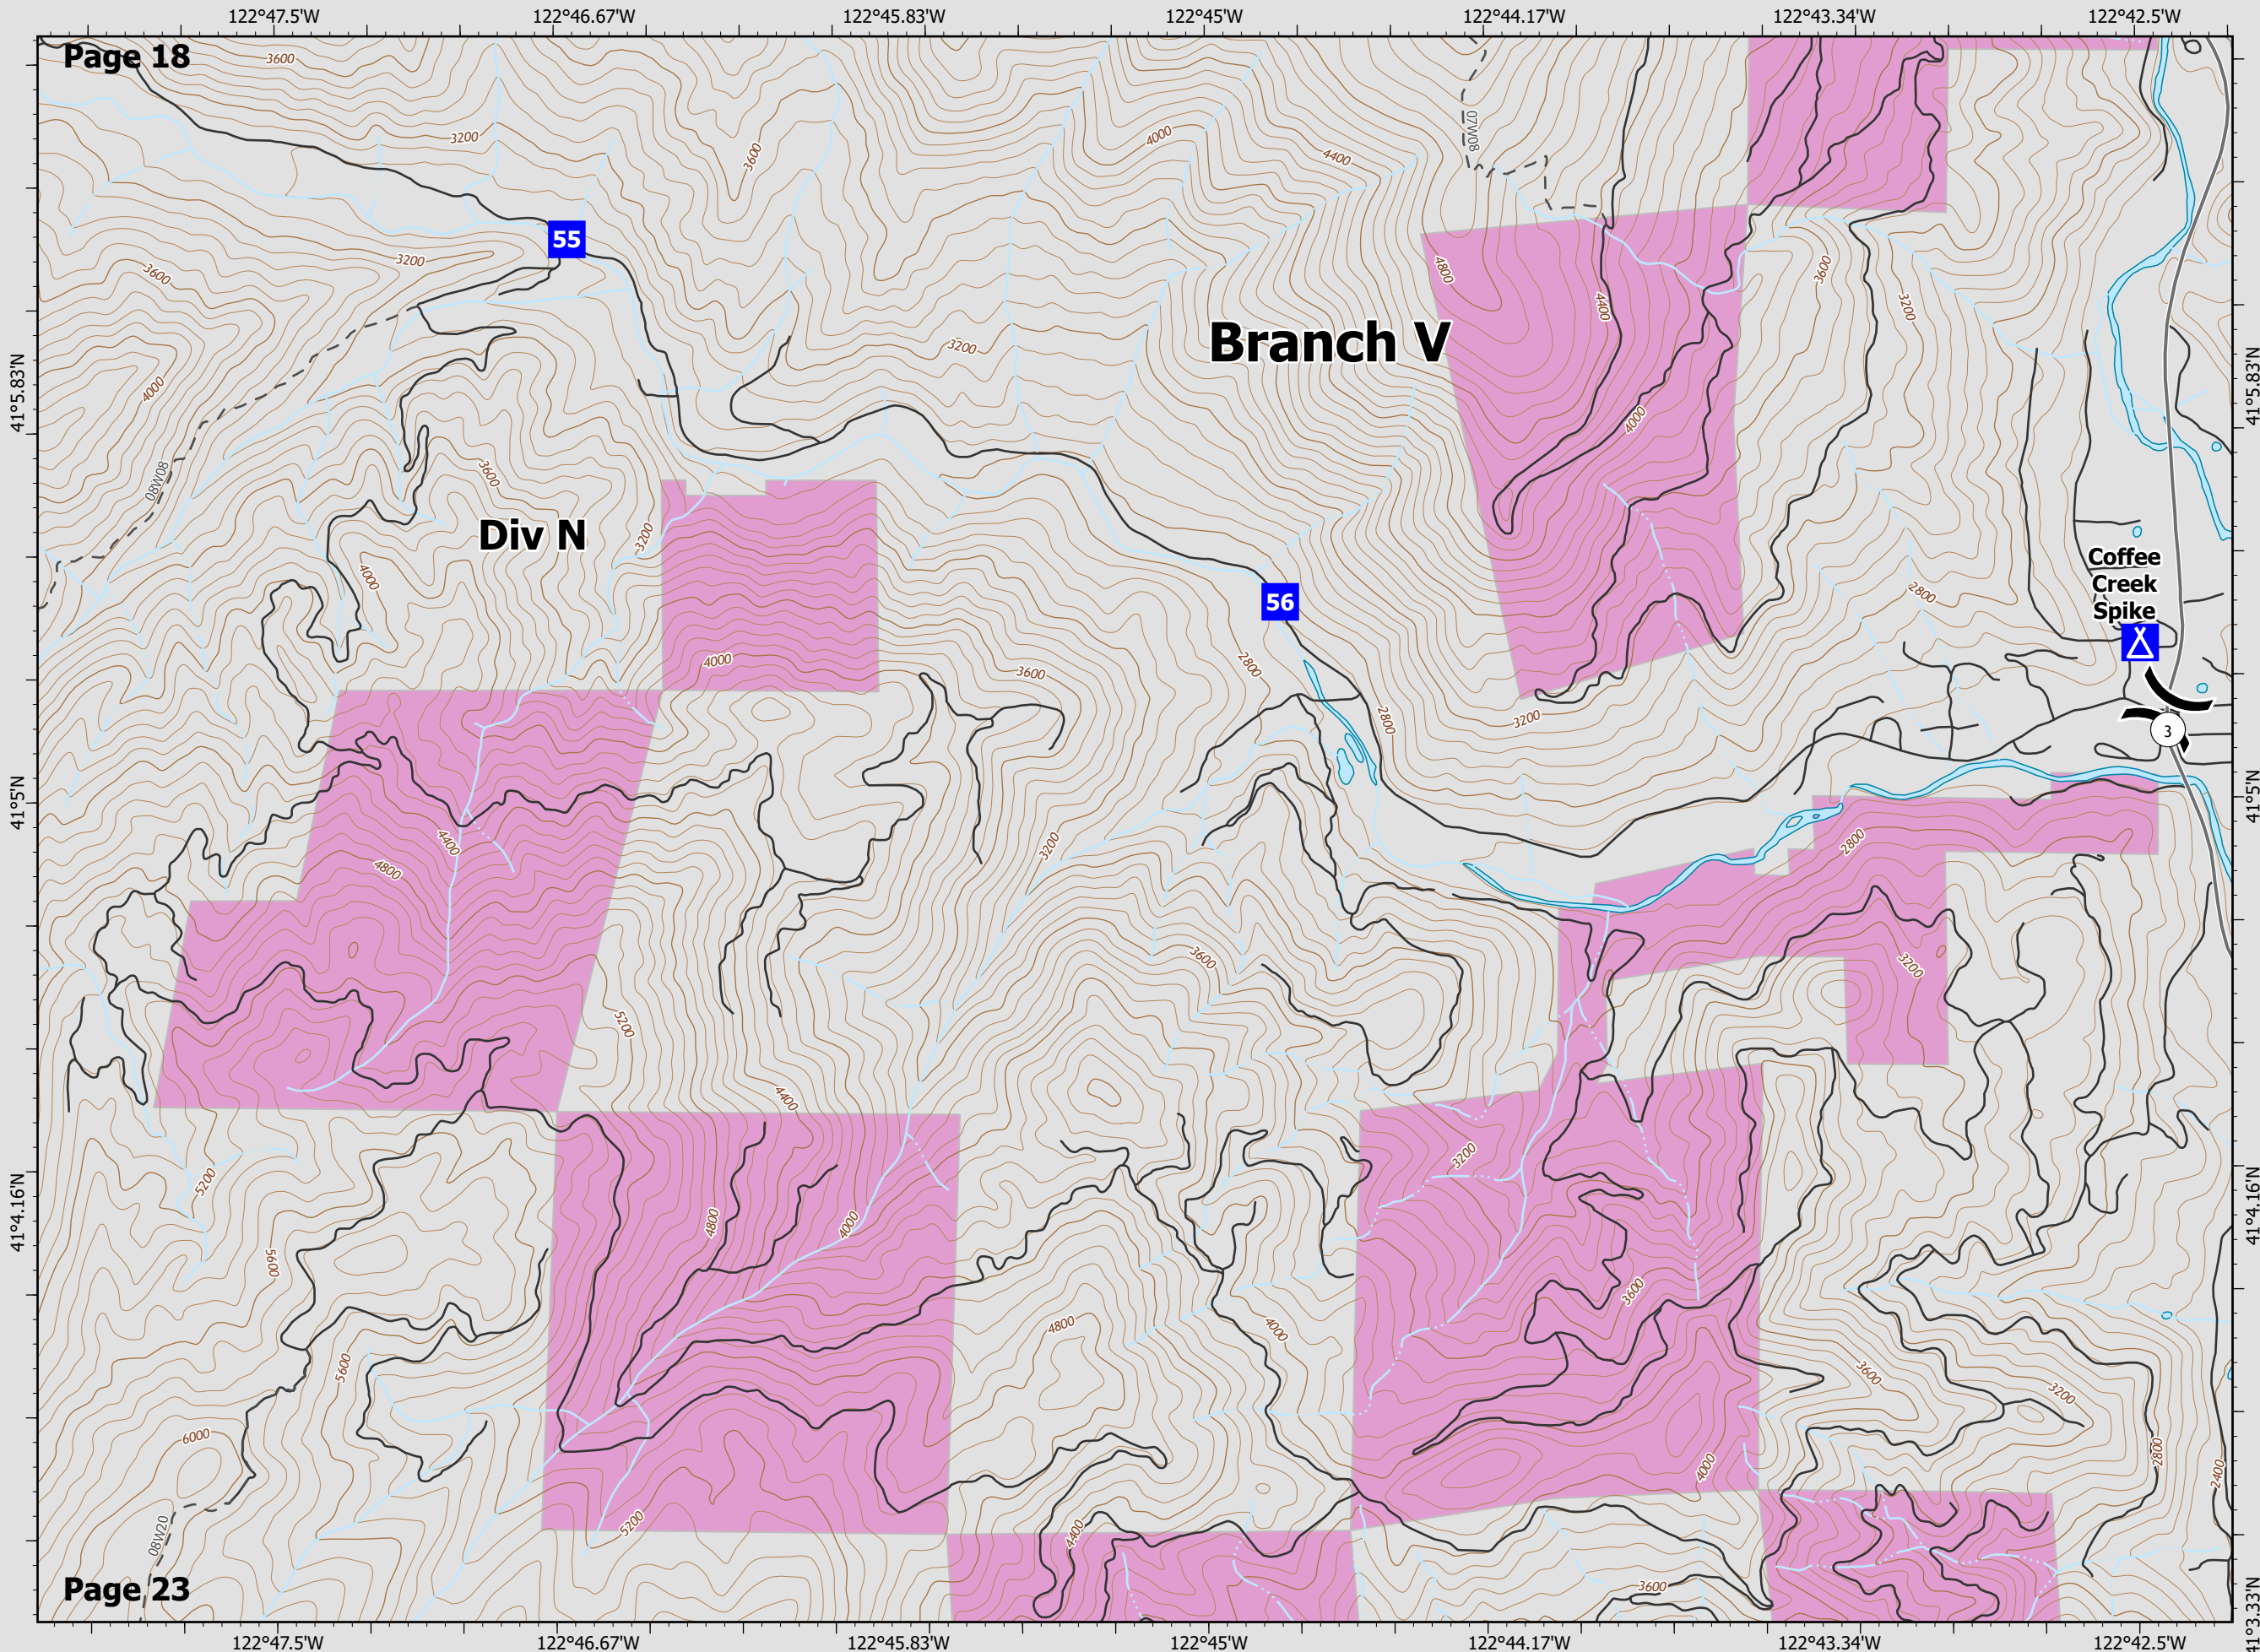 122°47.5'W
122°46.67'W
122°45.83'W
122°45'W
122°44.17'W
122°43.34'W
122°42.5'W
Page 18
3600
3200
3600
4000
4400
07W08
55
3200
3600
4800
4400
3600
3200
Branch V
3200
41°5.83'N
41°5.83'N
4000
4000
08W08
3600
Div N
3200
4000
56
Coffee
Creek
Spike
2800
4000
3600
2800
2800
3200
3
41°5'N
41°5'N
4400
4800
3200
2800
3600
3200
5200
4400
3200
5200
4800
4000
41°4.16'N
41°4.16'N
5600
3600
4800
4000
5600
3600
3200
6000
4000
2800
2400
5200
4400
08W20
3600
Page 23
41°3.33'N
122°47.5'W
122°46.67'W
122°45.83'W
122°45'W
122°44.17'W
122°43.34'W
122°42.5'W